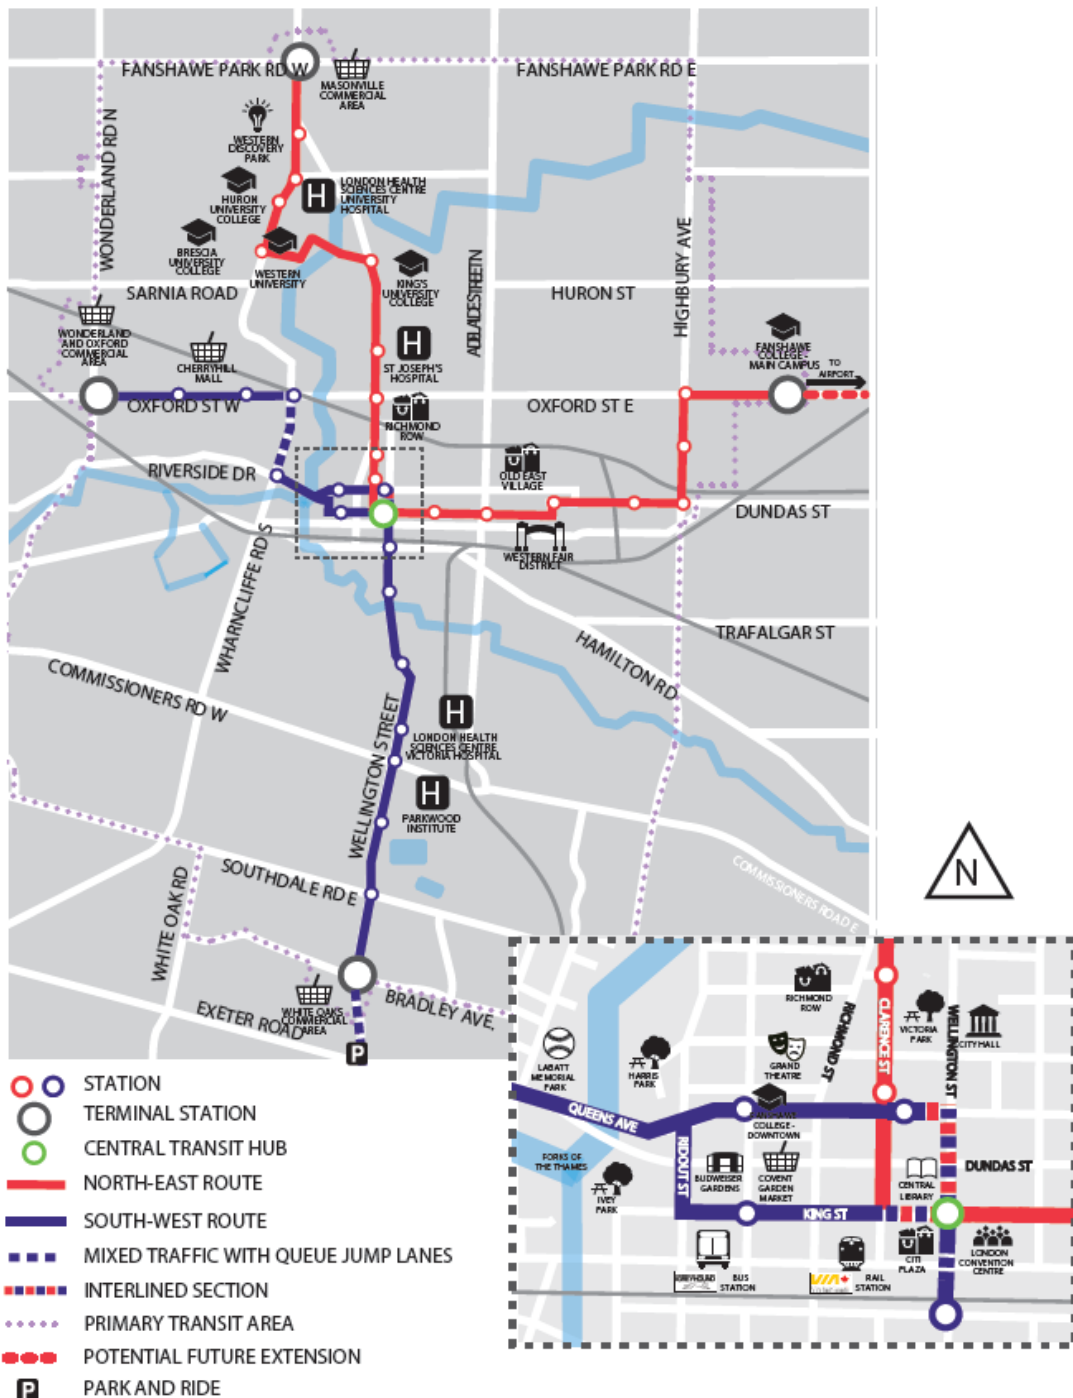 FANSHAWE PARK RD W
FANSHAWE PARK RD E
MASONVILLE
COMMERCIAL
AREA
WONDERLAND RD N
WESTERN
DISCOVERY
PARK
HURON
UNIVERSITY
COLLEGE
LONDON HEALTH
SCIENCES CENTRE
UNIVERSITY
HOSPITAL
BRESCIA
UNIVERSITY
COLLEGE
WESTERN
UNIVERSITY
KING'S
UNIVERSITY
COLLEGE
ADELAIDE STREET N
HIGHBURY AVE
SARNIA ROAD
HURON ST
WONDERLAND
AND OXFORD
COMMERCIAL
AREA
CHERRYHILL
MALL
ST JOSEPH'S
HOSPITAL
FANSHAWE
COLLEGE -
MAIN CAMPUS
TO
AIRPORT
OXFORD ST W
RICHMOND
ROW
OXFORD ST E
RIVERSIDE DR
OLD EAST
VILLAGE
DUNDAS ST
WESTERN FAIR
DISTRICT
WHARNCLIFFE RD S
HAMILTON RD
TRAFALGAR ST
COMMISSIONERS RD W
WELLINGTON STREET
LONDON HEALTH
SCIENCES CENTRE
VICTORIA HOSPITAL
PARKWOOD
INSTITUTE
SOUTHDALE RD E
COMMISSIONERS ROAD E
WHITE OAK RD
WHITE OAKS
COMMERCIAL
AREA
BRADLEY AVE.
EXETER ROAD
P
N
STATION
TERMINAL STATION
CENTRAL TRANSIT HUB
NORTH-EAST ROUTE
SOUTH-WEST ROUTE
MIXED TRAFFIC WITH QUEUE JUMP LANES
INTERLINED SECTION
PRIMARY TRANSIT AREA
POTENTIAL FUTURE EXTENSION
P PARK AND RIDE
RICHMOND
ROW
RICHMOND ST
CLARENCE ST
VICTORIA
PARK
WELLINGTON ST
CITY HALL
LABATT
MEMORIAL
PARK
HARRIS
PARK
GRAND
THEATRE
QUEENS AVE
COLLEGE -
DOWNTOWN
RIDOUT ST
FORKS OF
THE THAMES
IVEY
PARK
BUDWEISER
GARDENS
COVENT
GARDEN
MARKET
CENTRAL
LIBRARY
DUNDAS ST
KING ST
BUS
STATION
VIA
RAIL
STATION
CITI
PLAZA
LONDON
CONVENTION
CENTRE